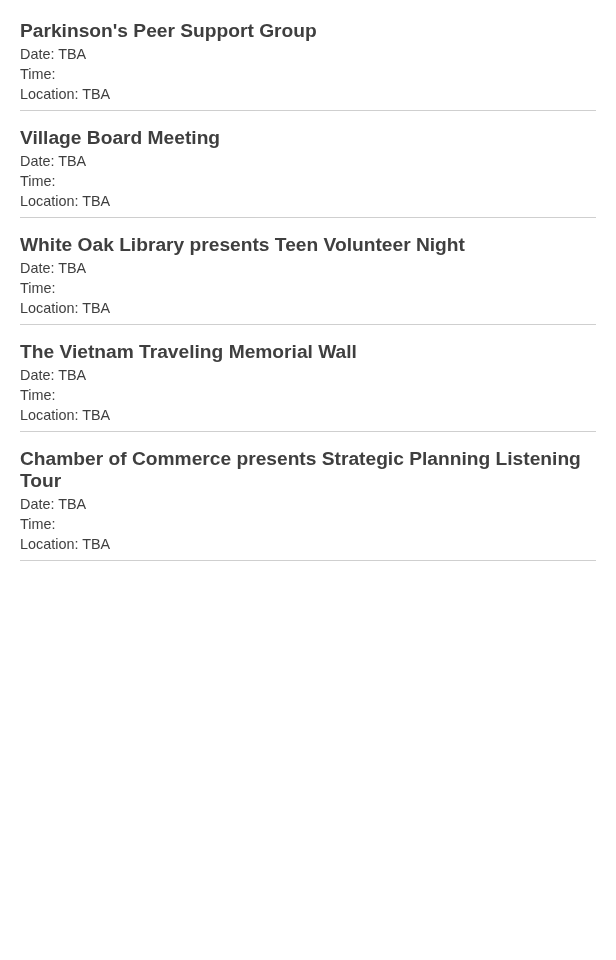 Parkinson's Peer Support Group
Date: TBA
Time:
Location: TBA
Village Board Meeting
Date: TBA
Time:
Location: TBA
White Oak Library presents Teen Volunteer Night
Date: TBA
Time:
Location: TBA
The Vietnam Traveling Memorial Wall
Date: TBA
Time:
Location: TBA
Chamber of Commerce presents Strategic Planning Listening
Tour
Date: TBA
Time:
Location: TBA